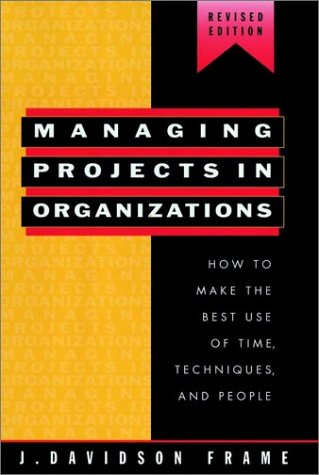 REVISED
EDITION
MANAGING
PROJECTS IN
ORGANIZATIONS
HOW TO
MAKE THE
BEST USE
OF TIME,
TECHNIQUES,
AND PEOPLE
J. DAVIDSON FRAME